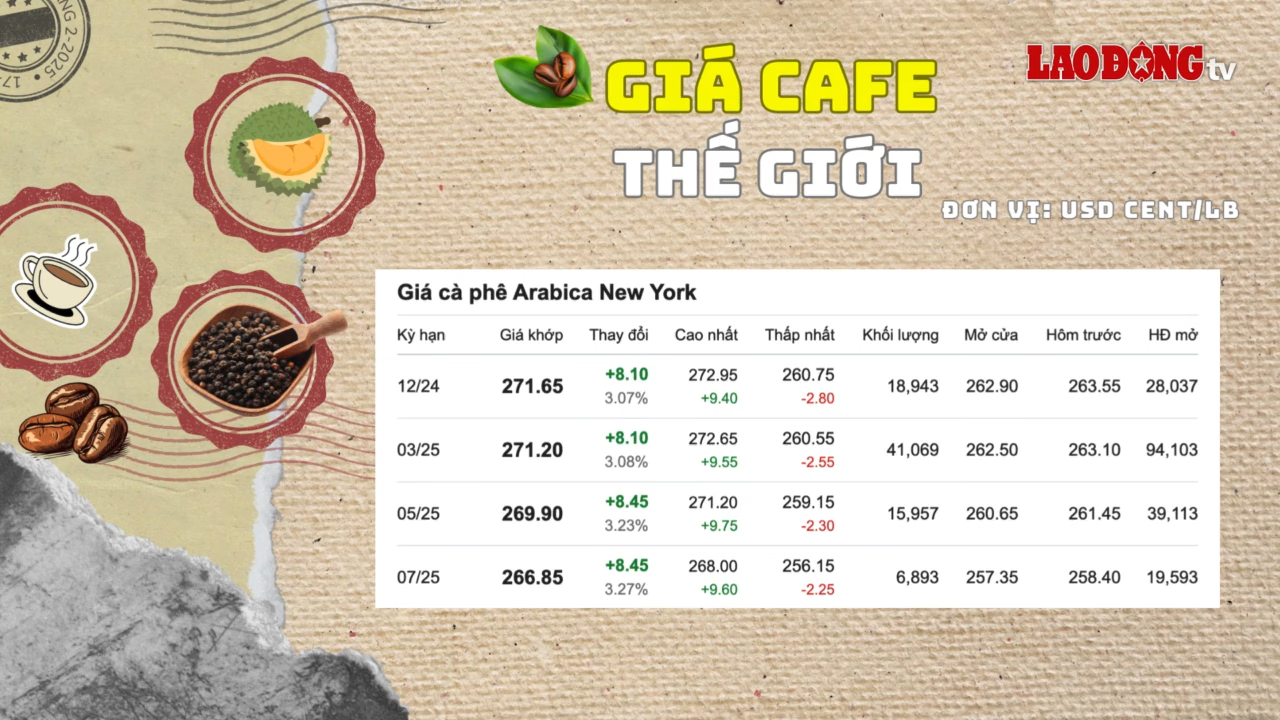 NG 2-2025
17
LAO ĐỘNG tv
GIÁ CAFE
THẾ GIỚI
ĐƠN VỊ: USD CENT/LB
Giá cà phê Arabica New York
Kỳ hạn Giá khớp Thay đổi Cao nhất Thấp nhất Khối lượng Mở cửa Hôm trước HĐ mở
+8.10 272.95 260.75
12/24 271.65 18,943 262.90 263.55 28,037
3.07% +9.40 -2.80
+8.10 272.65 260.55
03/25 271.20 41,069 262.50 263.10 94,103
3.08% +9.55 -2.55
+8.45 271.20 259.15
05/25 269.90 15,957 260.65 261.45 39,113
3.23% +9.75 -2.30
+8.45 268.00 256.15
07/25 266.85 6,893 257.35 258.40 19,593
3.27% +9.60 -2.25